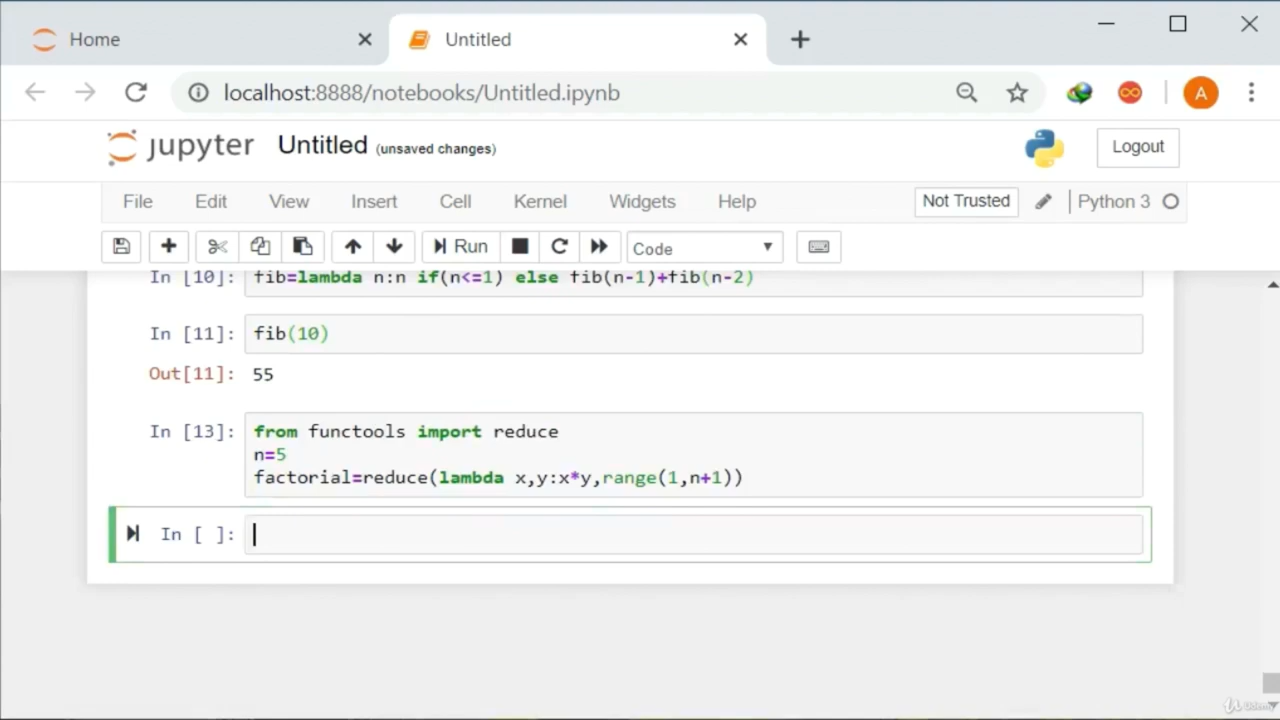 Home
Untitled
localhost:8888/notebooks/Untitled.ipynb
A
jupyter Untitled (unsaved changes)
Logout
File Edit View Insert Cell Kernel Widgets Help
Not Trusted
Python 3
Run
Code
In [10]: fib=lambda n:n if(n<=1) else fib(n-1)+fib(n-2)
In [11]: fib(10)
Out[11]: 55
In [13]: from functools import reduce
n=5
factorial=reduce(lambda x,y:x*y,range(1,n+1))
In [ ]:
Udemy